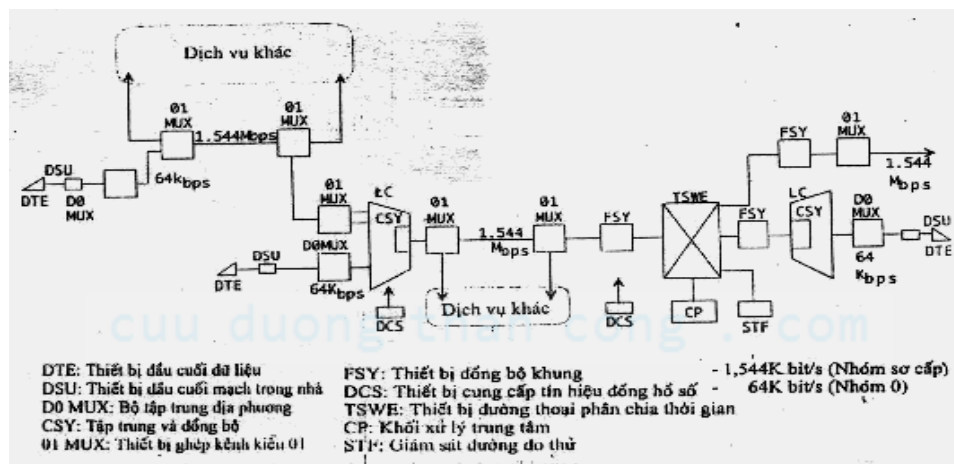 Dịch vụ khác
01
MUX
1.544Mbps
01
MUX
DSU
DTE
D0
MUX
64kbps
01
MUX
LC
CSY
01
MUX
1.544
Mbps
01
MUX
FSY
TSWE
FSY
01
MUX
1.544
Mbps
FSY
LC
CSY
D0
MUX
DSU
DTE
64
Kbps
D0MUX
DSU
DTE
64Kbps
DCS
Dịch vụ khác
DCS
CP
STF
cuu duong than cong . com
DTE: Thiết bị đầu cuối dữ liệu
DSU: Thiết bị đầu cuối mạch trong nhà
D0 MUX: Bộ tập trung địa phương
CSY: Tập trung và đồng bộ
01 MUX: Thiết bị ghép kênh kiểu 01
FSY: Thiết bị đồng bộ khung
DCS: Thiết bị cung cấp tín hiệu đồng hồ số
TSWE: Thiết bị đường thoại phân chia thời gian
CP: Khối xử lý trung tâm
STF: Giám sát đường đo thử
- 1,544K bit/s (Nhóm sơ cấp)
- 64K bit/s (Nhóm 0)